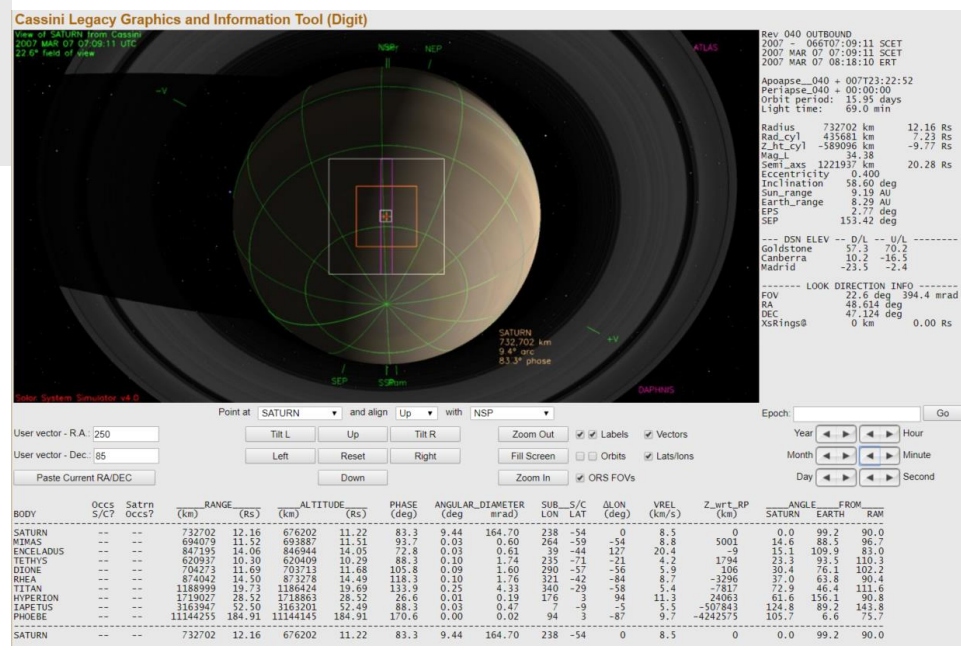 Cassini Legacy Graphics and Information Tool (Digit)
View of SATURN from Cassini
2007 MAR 07 07:09:11 UTC
22.6° field of view
NEP
ATLAS
-V
SATURN
732,702 km
9.4° arc
83.3° phase
+V
SEP
DAPHNIS
Solar System Simulator v4.0
Rev 040 OUTBOUND
2007 - 066T07:09:11 SCET
2007 MAR 07 07:09:11 SCET
2007 MAR 07 08:18:10 ERT
Apoapse__040 + 007T23:22:52
Periapse_040 + 00:00:00
Orbit period: 15.95 days
Light time: 69.0 min
Radius 732702 km 12.16 Rs
Rad_cyl 435681 km 7.23 Rs
Z_ht_cyl -589096 km -9.77 Rs
Mag_L 34.38
Semi_axs 1221937 km 20.28 Rs
Eccentricity 0.400
Inclination 58.60 deg
Sun_range 9.19 AU
Earth_range 8.29 AU
EPS 2.77 deg
SEP 153.42 deg
--- DSN ELEV -- D/L -- U/L -------
Goldstone 57.3 70.2
Canberra 10.2 -16.5
Madrid -23.5 -2.4
------- LOOK DIRECTION INFO -------
FOV 22.6 deg 394.4 mrad
RA 48.614 deg
DEC 47.124 deg
XsRings@ 0 km 0.00 Rs
Point at SATURN and align Up with NSP
Epoch: Go
User vector - R.A.: 250 Tilt L Up Tilt R Zoom Out Labels Vectors Year Hour
User vector - Dec.: 85 Left Reset Right Fill Screen Orbits Lats/lons Month Minute
Paste Current RA/DEC Down Zoom In ORS FOVs Day Second
Occs Satrn ____RANGE____ ___ALTITUDE___ PHASE ANGULAR_DIAMETER SUB__S/C ΔLON VREL Z_wrt_RP ____ANGLE__FROM____
BODY S/C? Occs? (km) (Rs) (km) (Rs) (deg) (deg mrad) LON LAT (deg) (km/s) (km) SATURN EARTH RAM
SATURN -- -- 732702 12.16 676202 11.22 83.3 9.44 164.70 238 -54 0 8.5 0 0.0 99.2 90.0
MIMAS -- -- 694079 11.52 693887 11.51 93.7 0.03 0.60 264 -59 -54 8.8 5001 14.6 88.5 96.7
ENCELADUS -- -- 847195 14.06 846944 14.05 72.8 0.03 0.61 39 -44 127 20.4 -9 15.1 109.9 83.0
TETHYS -- -- 620937 10.30 620409 10.29 88.3 0.10 1.74 235 -71 -21 4.2 1794 23.3 93.5 110.3
DIONE -- -- 704273 11.69 703713 11.68 105.8 0.09 1.60 290 -57 -56 5.9 106 30.4 76.1 102.2
RHEA -- -- 874042 14.50 873278 14.49 118.3 0.10 1.76 321 -42 -84 8.7 -3296 37.0 63.8 90.4
TITAN -- -- 1188999 19.73 1186424 19.69 133.9 0.25 4.33 340 -29 -58 5.4 -7817 72.9 46.4 111.6
HYPERION -- -- 1719027 28.52 1718863 28.52 26.6 0.01 0.19 176 3 94 11.3 24063 61.6 156.1 90.8
IAPETUS -- -- 3163947 52.50 3163201 52.49 88.3 0.03 0.47 7 -9 -5 5.5 -507843 124.8 89.2 143.8
PHOEBE -- -- 11144255 184.91 11144145 184.91 170.6 0.00 0.02 94 3 -87 9.7 -4242575 105.7 6.6 75.7
SATURN -- -- 732702 12.16 676202 11.22 83.3 9.44 164.70 238 -54 0 8.5 0 0.0 99.2 90.0